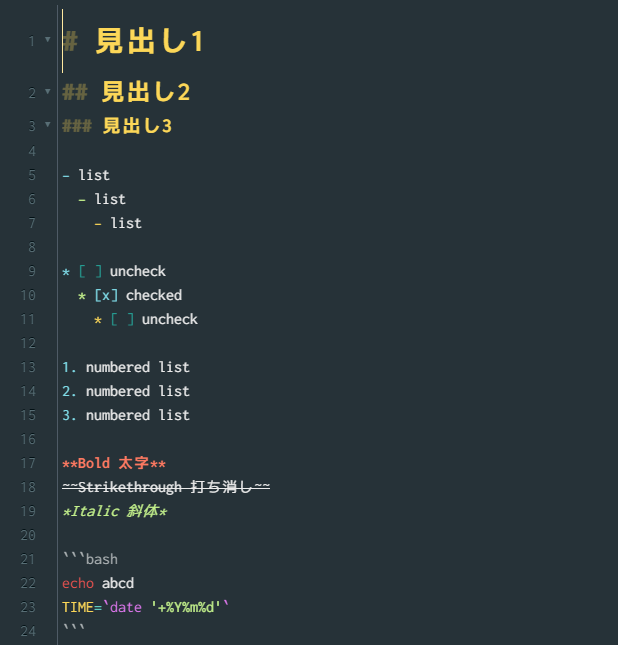 1 # 見出し1
2 ## 見出し2
3 ### 見出し3
4
5 - list
6   - list
7     - list
8
9 * [ ] uncheck
10   * [x] checked
11     * [ ] uncheck
12
13 1. numbered list
14 2. numbered list
15 3. numbered list
16
17 **Bold 太字**
18 ~~Strikethrough 打ち消し~~
19 *Italic 斜体*
20
21 ```bash
22 echo abcd
23 TIME=`date '+%Y%m%d'`
24 ```